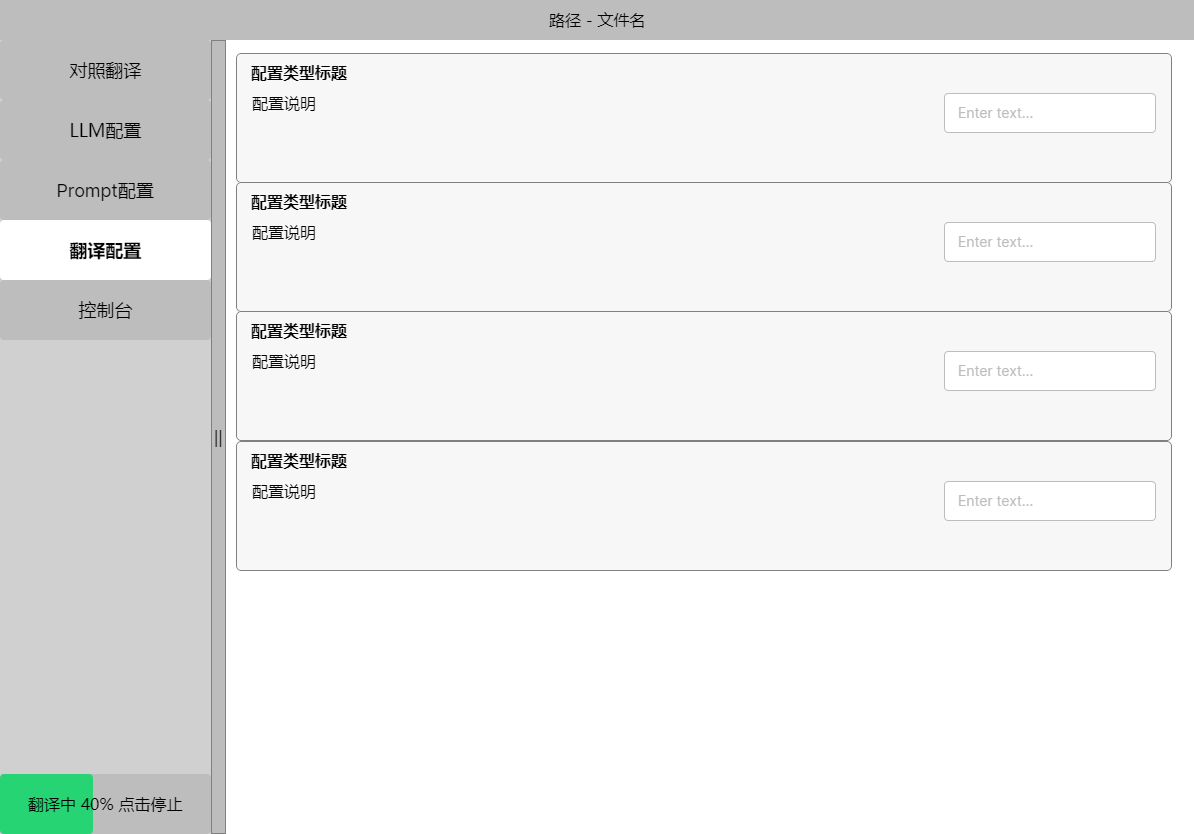 路径 - 文件名
对照翻译
LLM配置
Prompt配置
翻译配置
控制台
||
翻译中 40% 点击停止
配置类型标题
配置说明
Enter text...
配置类型标题
配置说明
Enter text...
配置类型标题
配置说明
Enter text...
配置类型标题
配置说明
Enter text...